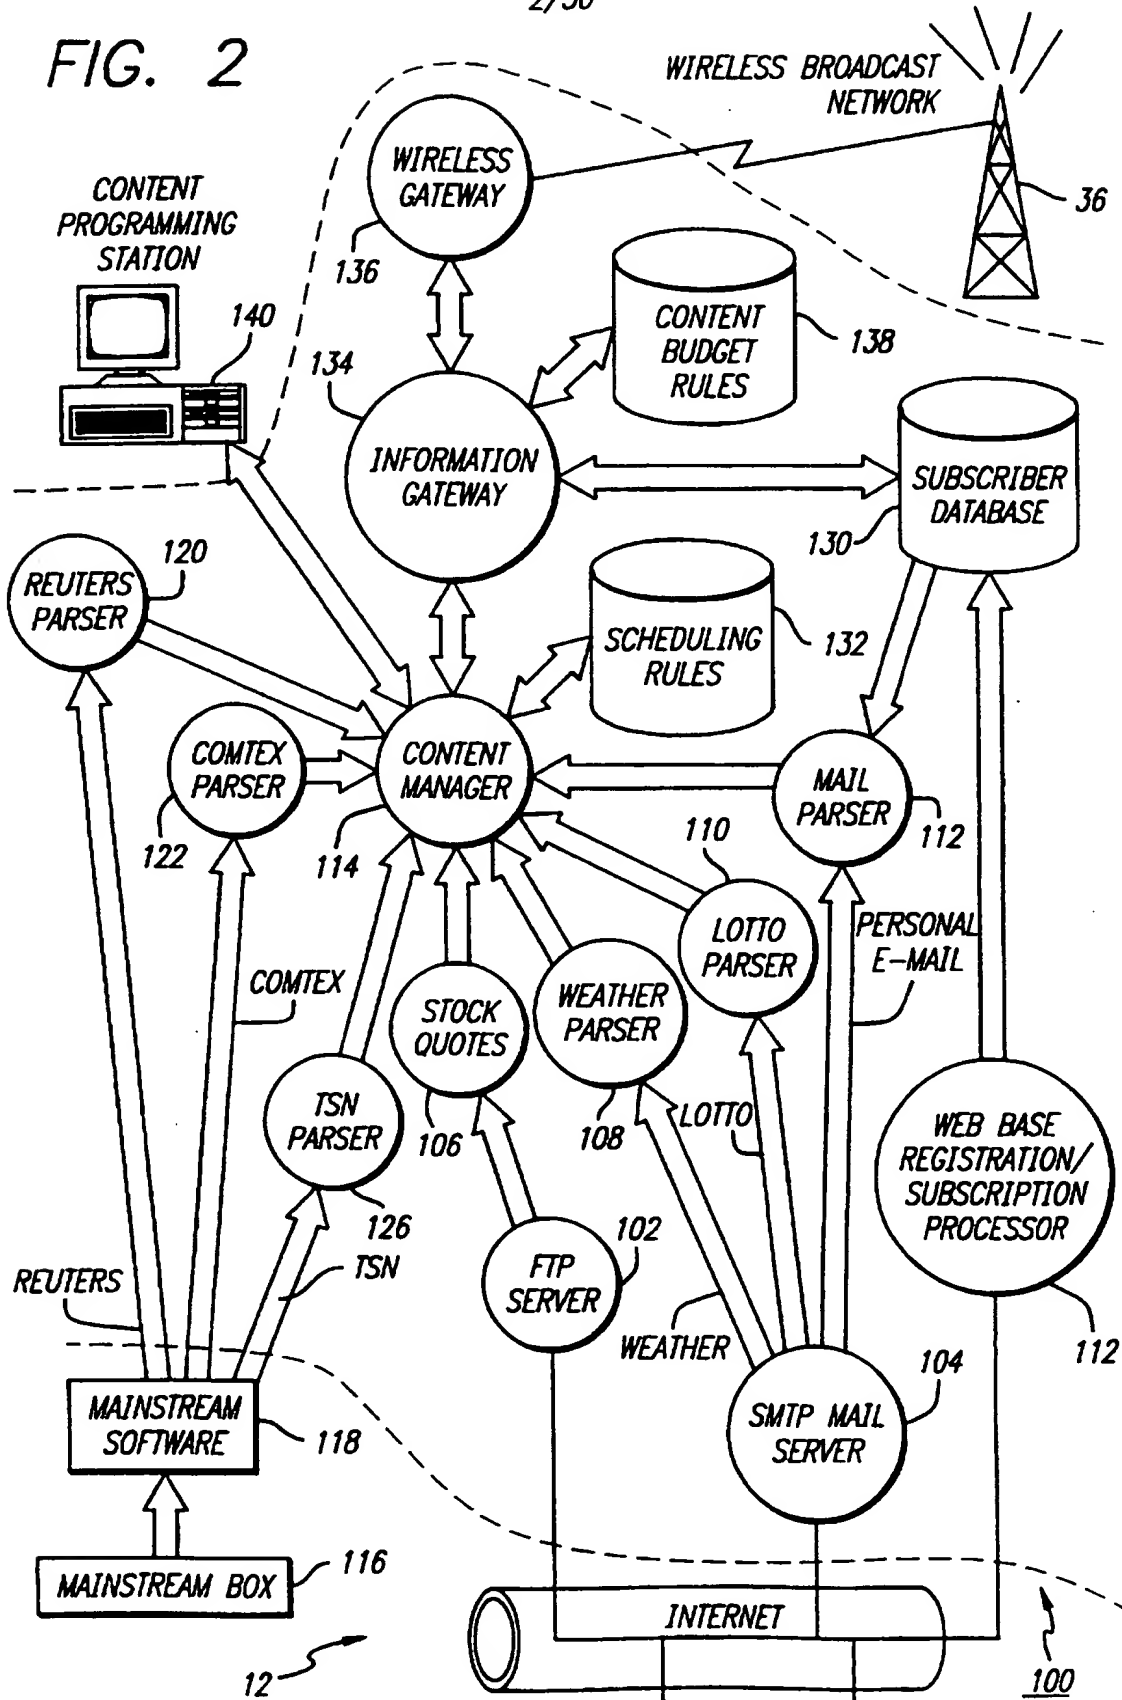 2/50
FIG. 2
WIRELESS BROADCAST
NETWORK
36
WIRELESS
GATEWAY
136
CONTENT
PROGRAMMING
STATION
140
CONTENT
BUDGET
RULES
138
134
INFORMATION
GATEWAY
SUBSCRIBER
DATABASE
130
120
REUTERS
PARSER
SCHEDULING
RULES
132
COMTEX
PARSER
122
CONTENT
MANAGER
114
MAIL
PARSER
112
110
LOTTO
PARSER
PERSONAL
E-MAIL
COMTEX
STOCK
QUOTES
106
WEATHER
PARSER
108
LOTTO
TSN
PARSER
126
TSN
WEB BASE
REGISTRATION/
SUBSCRIPTION
PROCESSOR
112
102
FTP
SERVER
REUTERS
WEATHER
104
SMTP MAIL
SERVER
MAINSTREAM
SOFTWARE
118
MAINSTREAM BOX
116
INTERNET
12
100